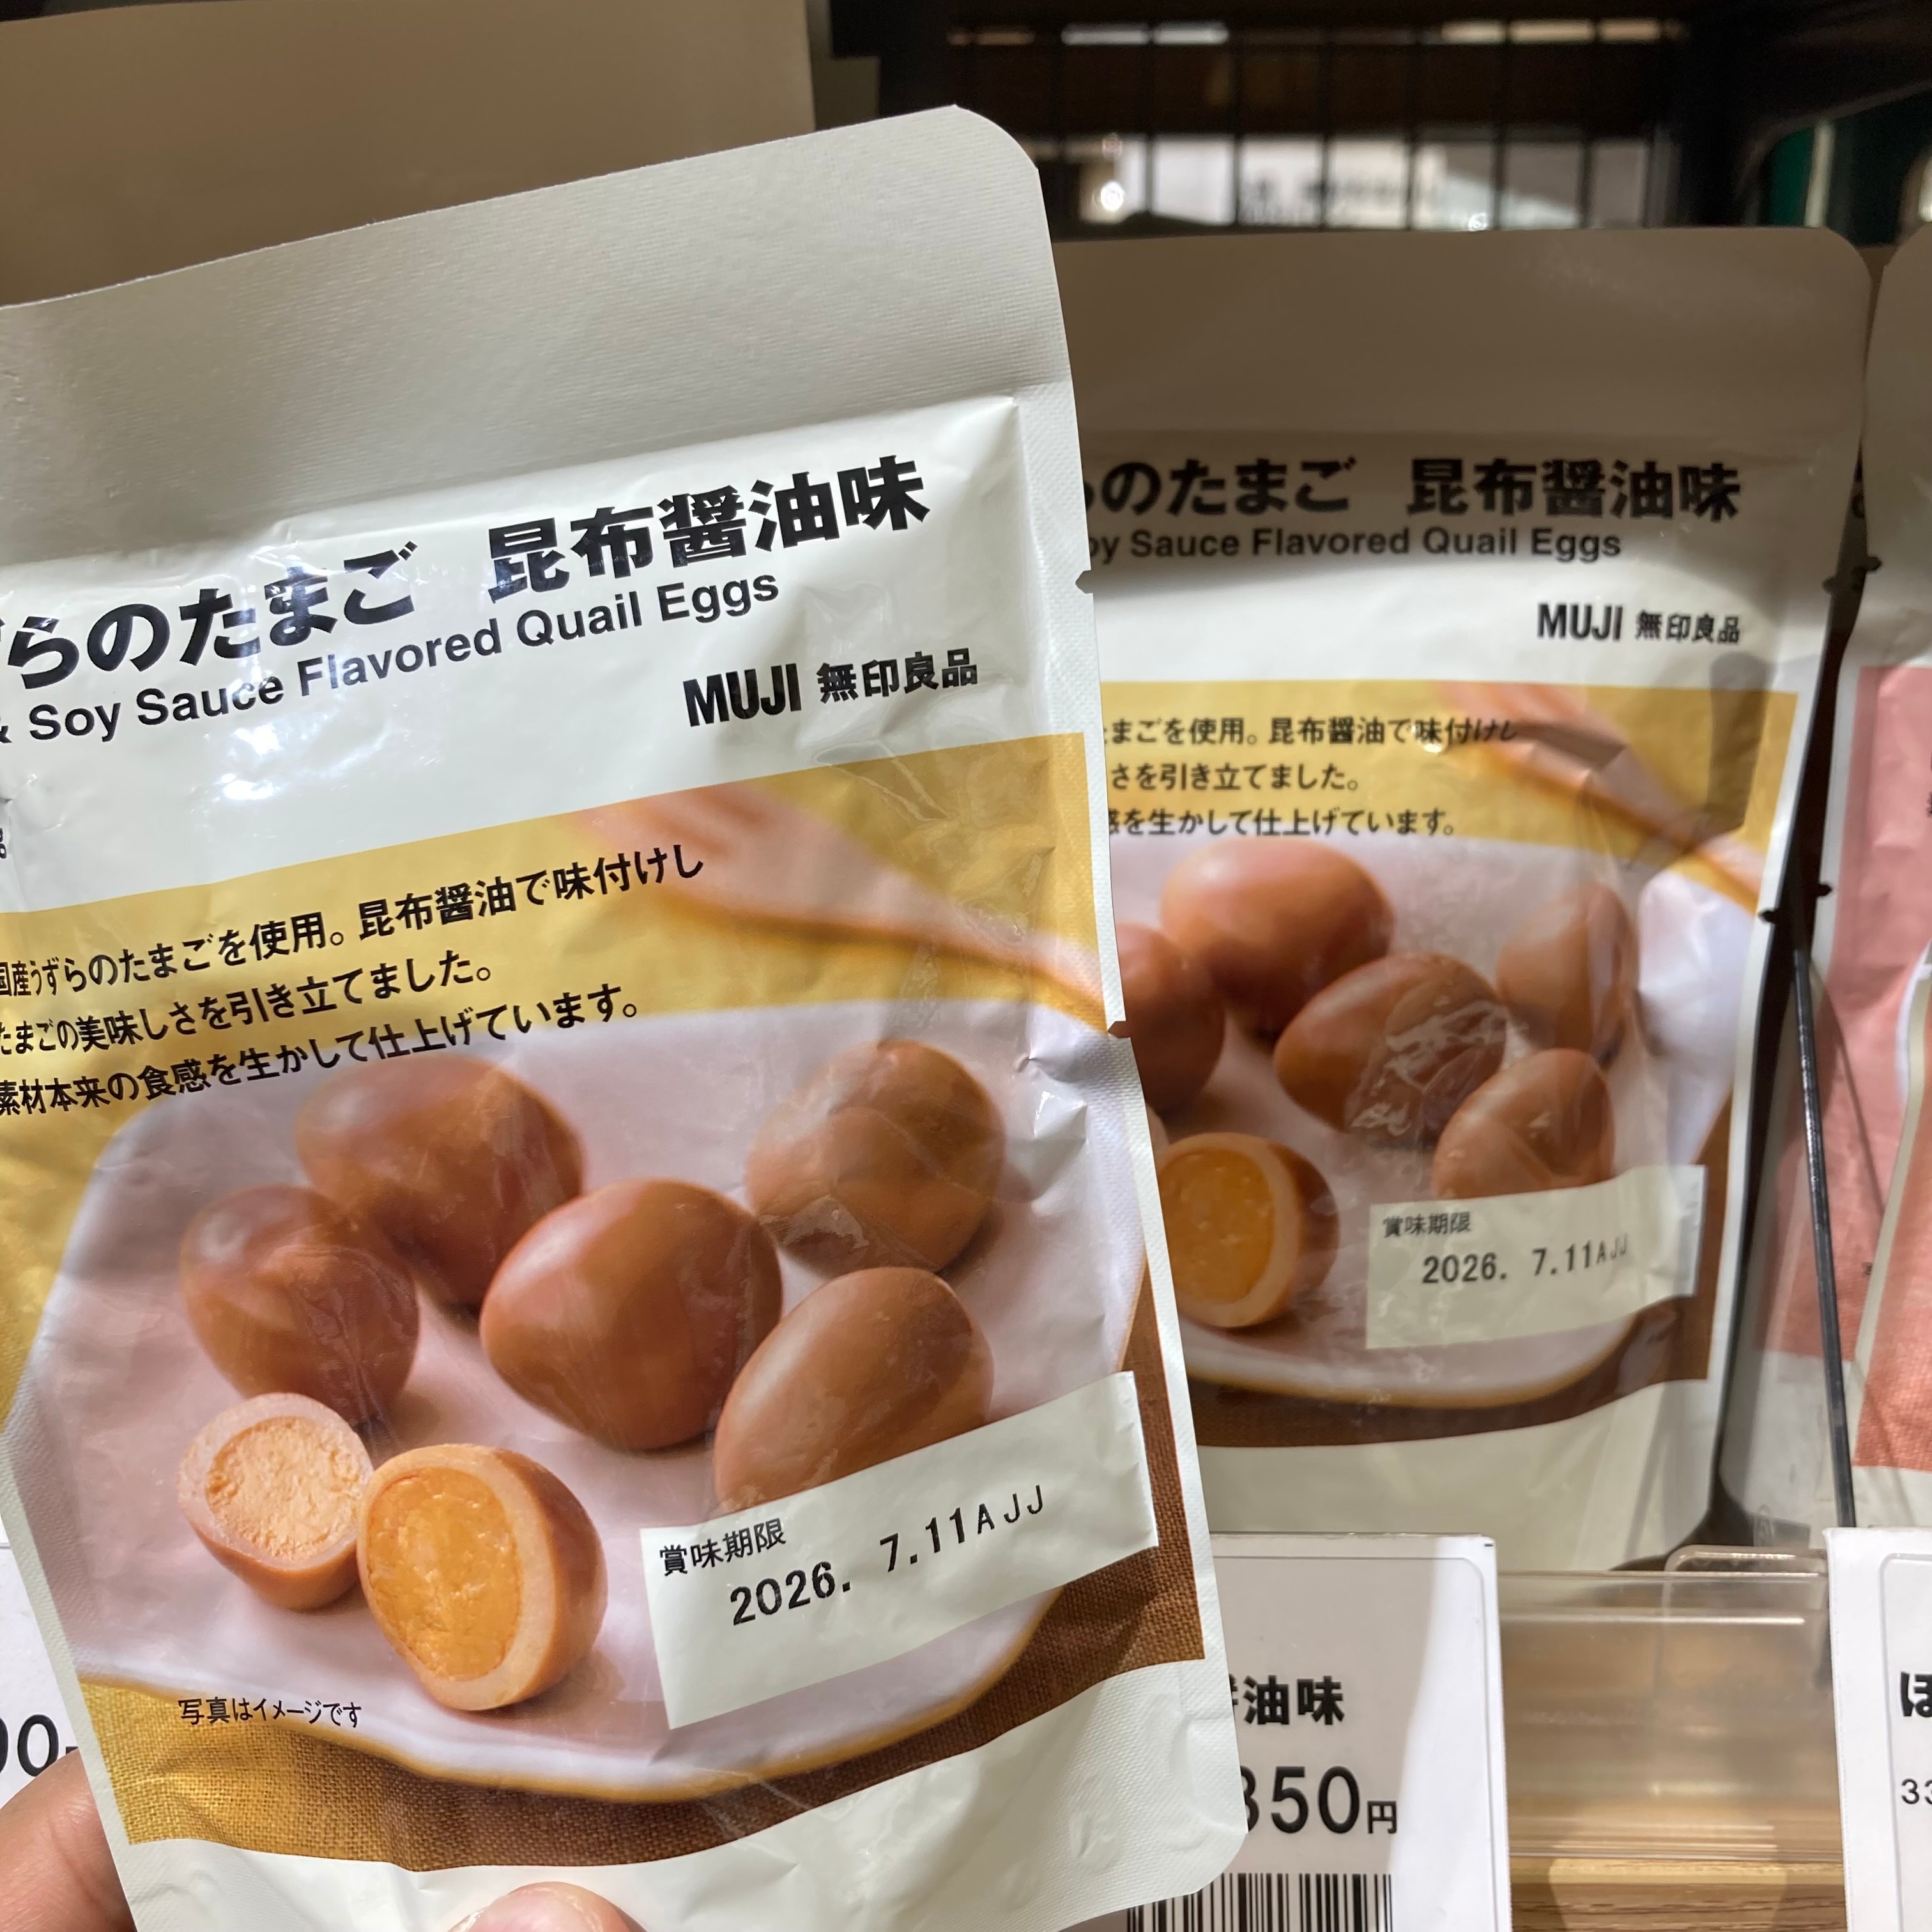 ずらのたまご 昆布醤油味
& Soy Sauce Flavored Quail Eggs
MUJI 無印良品
国産うずらのたまごを使用。昆布醤油で味付けし
たまごの美味しさを引き立てました。
素材本来の食感を生かして仕上げています。
賞味期限
2026. 7.11AJJ
写真はイメージです
らのたまご 昆布醤油味
oy Sauce Flavored Quail Eggs
MUJI 無印良品
たまごを使用。昆布醤油で味付けし
さを引き立てました。
感を生かして仕上げています。
賞味期限
2026. 7.11AJJ
90
醤油味
350円
ほ
33